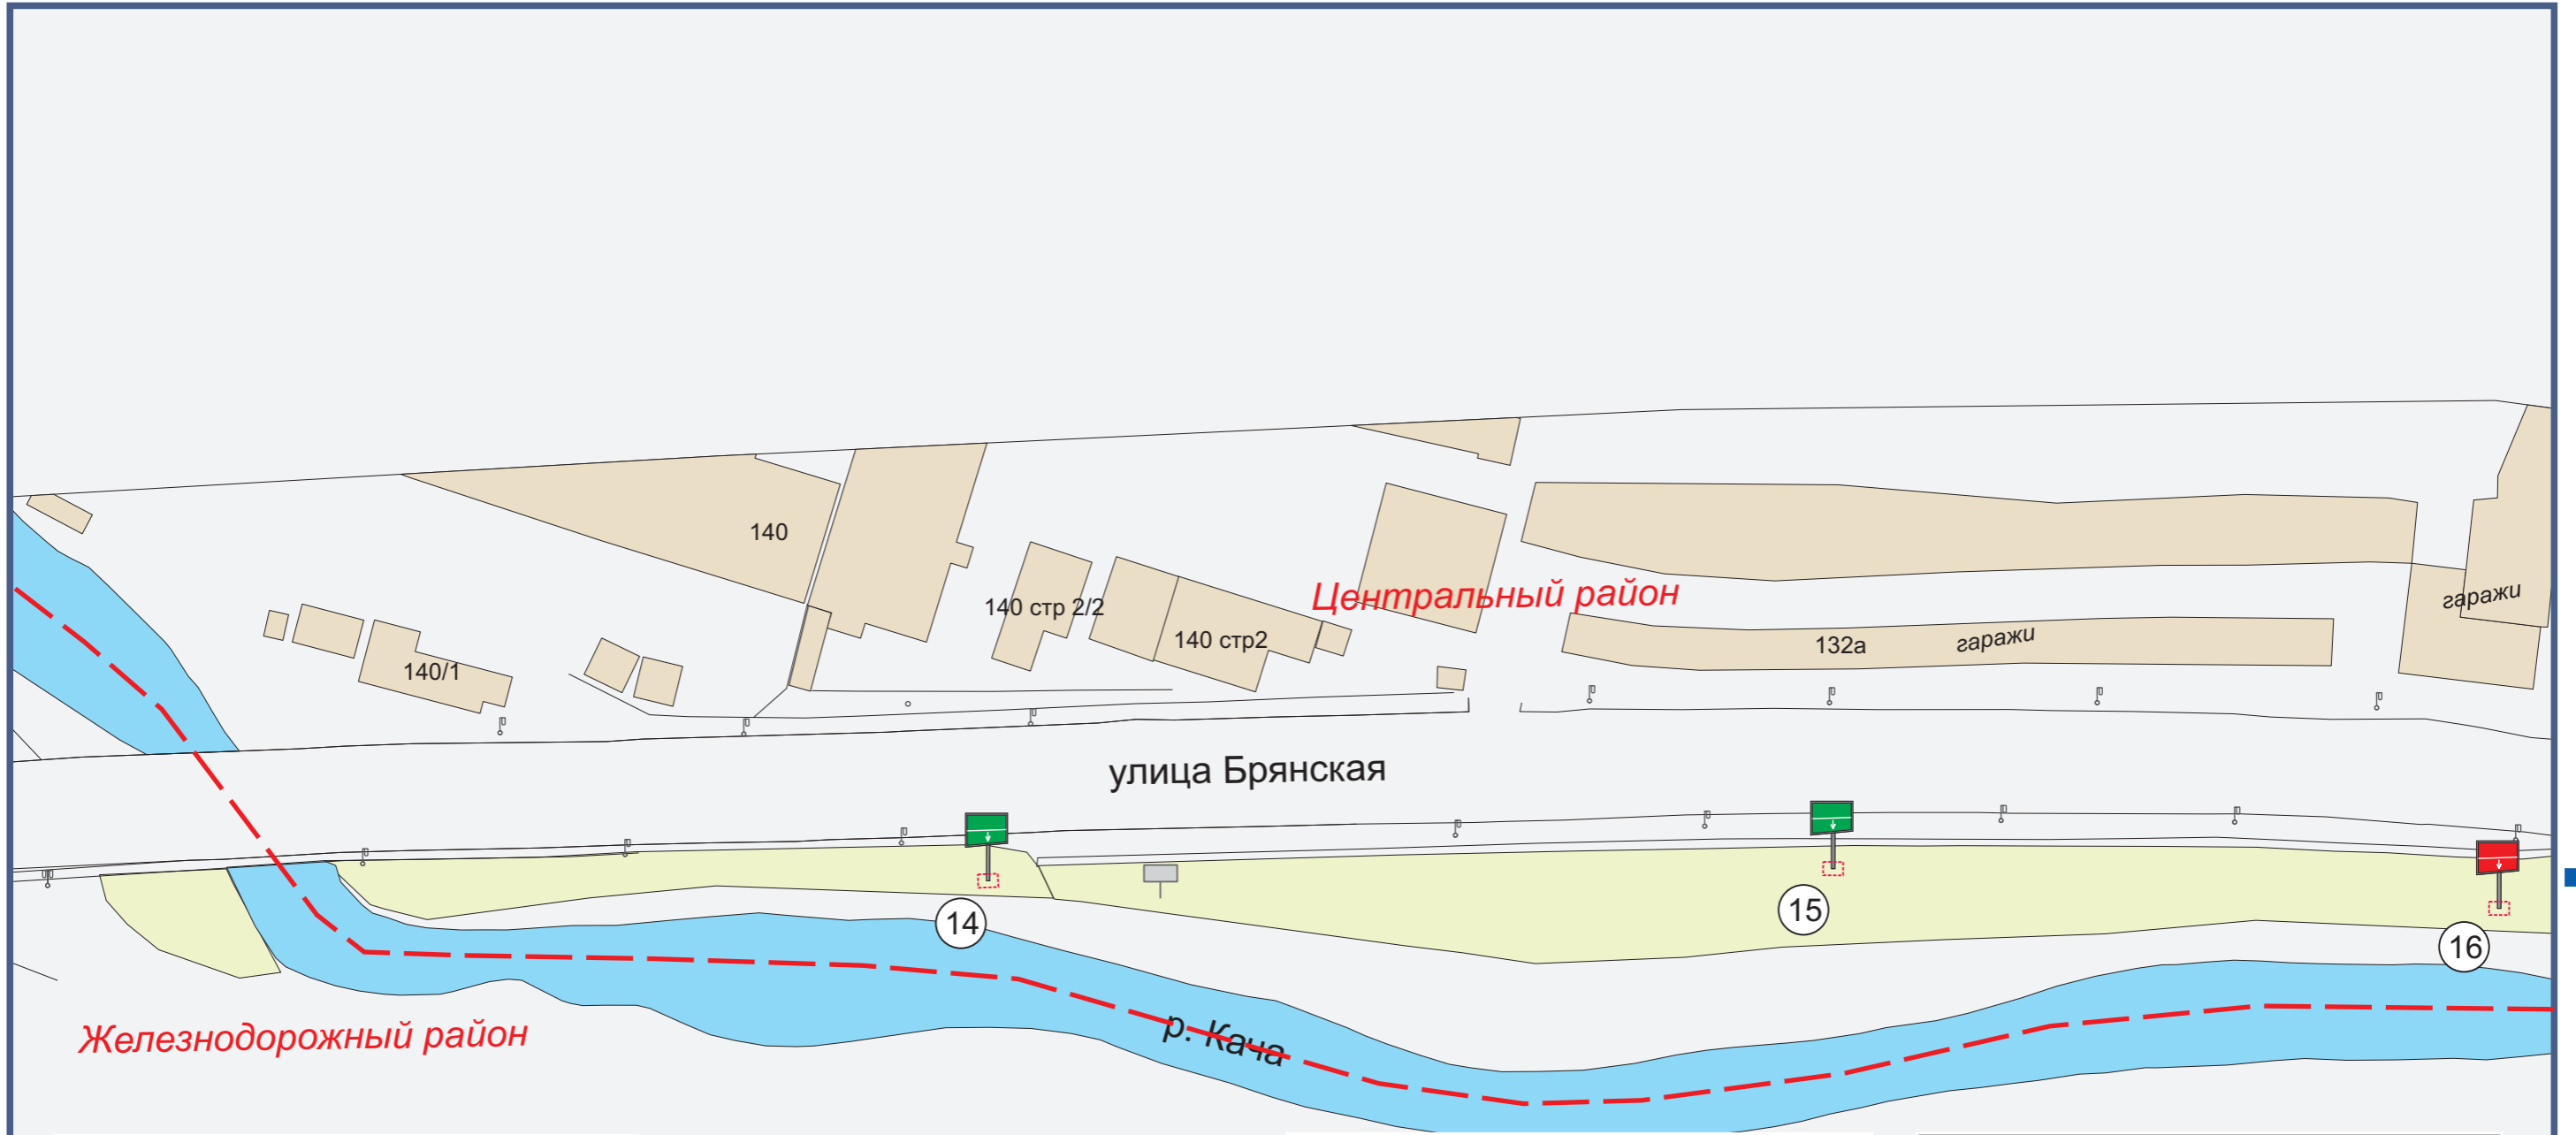 140
140 стр 2/2
Центральный район
гаражи
140/1
140 стр2
132а
гаражи
улица Брянская
14
15
16
Железнодорожный район
р. Кача